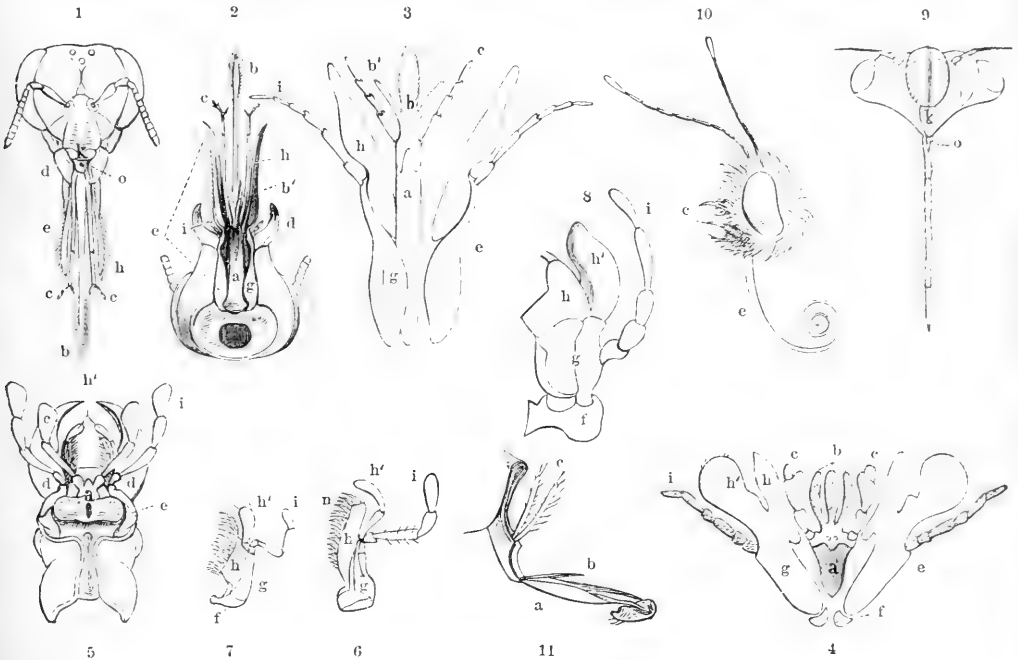 1 2 3 10 9
b
c i
b' c
h b
k
o
d o
h
h
b'
e
e
i d
a
a g
g
e
h
c e
b
c
e
8 i
h'
h
g
f
h'
c i
d a d
e
5
h' i
h g
f
7
n h' i
h
g
6
c
b
a
11
i h' h c b c
g a e
f
4